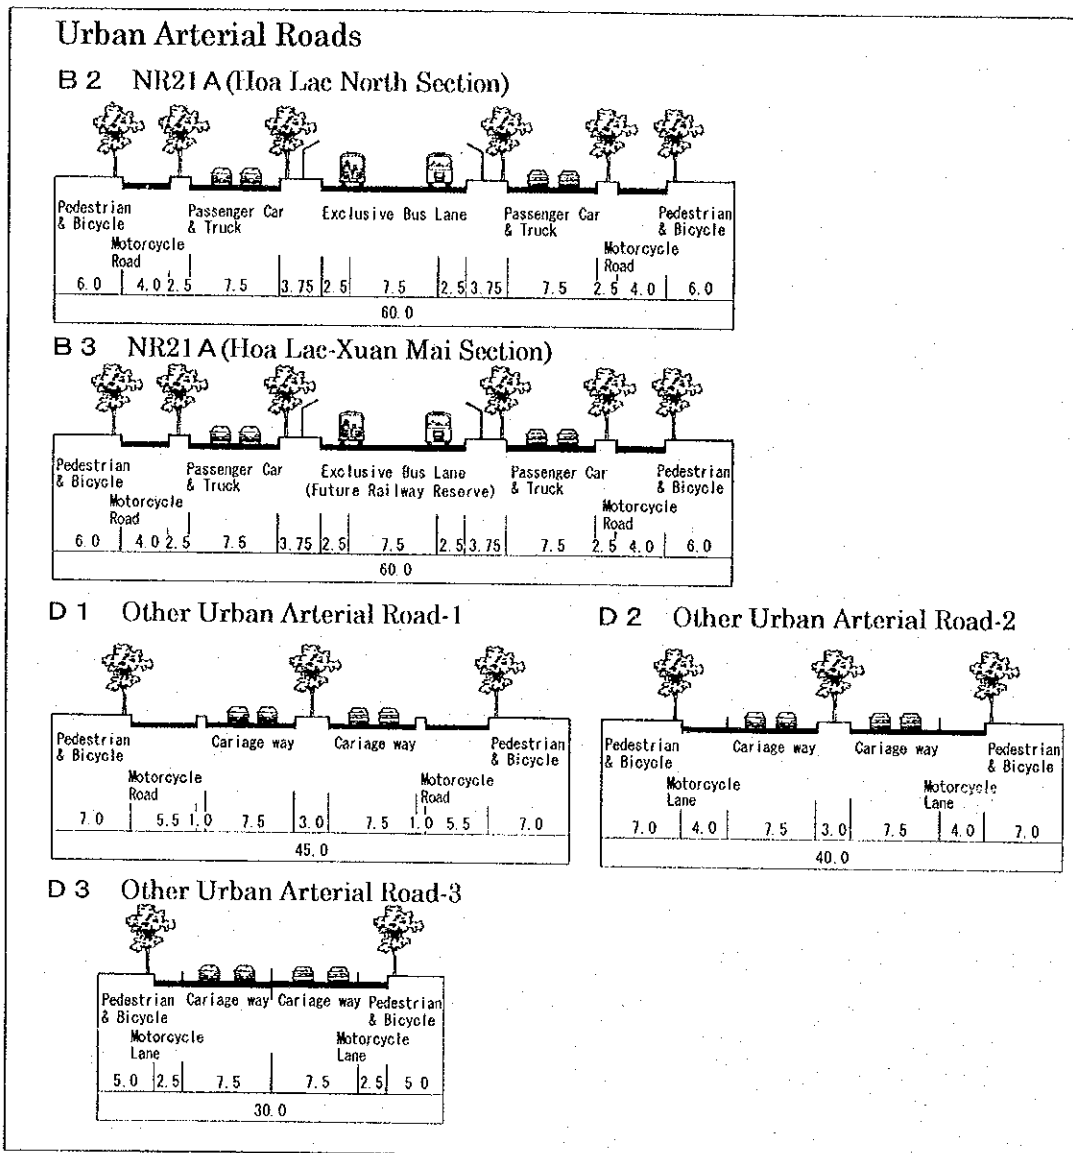 Urban Arterial Roads
B 2 NR21 A (Hoa Lac North Section)
Pedestrian & Bicycle
Motorcycle Road
Passenger Car & Truck
Exclusive Bus Lane
Passenger Car & Truck
Motorcycle Road
Pedestrian & Bicycle
6.0 4.0 2.5 7.5 3.75 2.5 7.5 2.5 3.75 7.5 2.5 4.0 6.0
60.0
B 3 NR21 A (Hoa Lac-Xuan Mai Section)
Pedestrian & Bicycle
Motorcycle Road
Passenger Car & Truck
Exclusive Bus Lane
(Future Railway Reserve)
Passenger Car & Truck
Motorcycle Road
Pedestrian & Bicycle
6.0 4.0 2.5 7.5 3.75 2.5 7.5 2.5 3.75 7.5 2.5 4.0 6.0
60.0
D 1 Other Urban Arterial Road-1
Pedestrian & Bicycle
Motorcycle Road
Cariage way
Cariage way
Motorcycle Road
Pedestrian & Bicycle
7.0 5.5 1.0 7.5 3.0 7.5 1.0 5.5 7.0
45.0
D 2 Other Urban Arterial Road-2
Pedestrian & Bicycle
Motorcycle Lane
Cariage way
Cariage way
Motorcycle Lane
Pedestrian & Bicycle
7.0 4.0 7.5 3.0 7.5 4.0 7.0
40.0
D 3 Other Urban Arterial Road-3
Pedestrian & Bicycle
Motorcycle Lane
Cariage way
Cariage way
Motorcycle Lane
Pedestrian & Bicycle
5.0 2.5 7.5 7.5 2.5 5.0
30.0